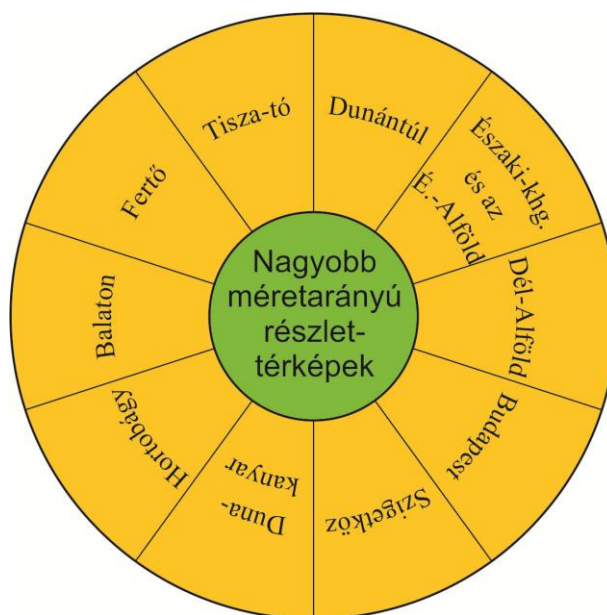 Nagyobb
méretarányú
részlet-
térképek
Dunántúl
Északi-khg.
és az
É.-Alföld
Dél-Alföld
Budapest
Szigetköz
Duna-
kanyar
Hortobágy
Balaton
Fertő
Tisza-tó